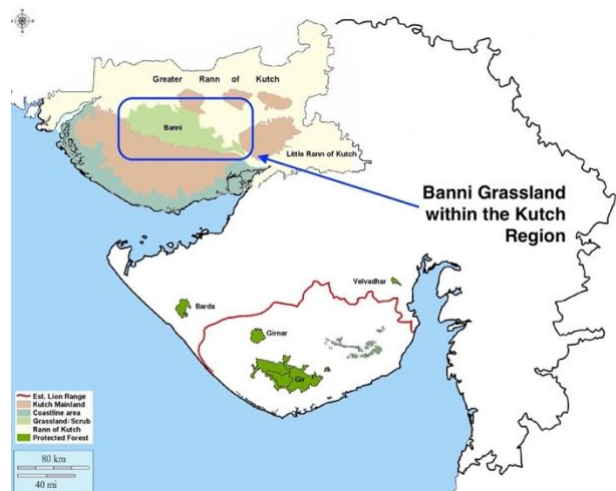 Greater Rann of Kutch
Banni
Little Rann of Kutch
Banni Grassland
within the Kutch
Region
Velvadhar
Barda
Girnar
Gir
Est. Lion Range
Kutch Mainland
Coastline area
Grassland/Scrub
Rann of Kutch
Protected Forest
80 km
40 mi